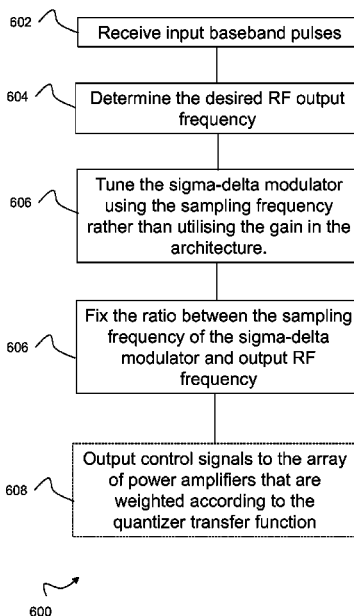 602
Receive input baseband pulses
604
Determine the desired RF output
frequency
606
Tune the sigma-delta modulator
using the sampling frequency
rather than utilising the gain in the
architecture.
606
Fix the ratio between the sampling
frequency of the sigma-delta
modulator and output RF
frequency
608
Output control signals to the array
of power amplifiers that are
weighted according to the
quantizer transfer function
600